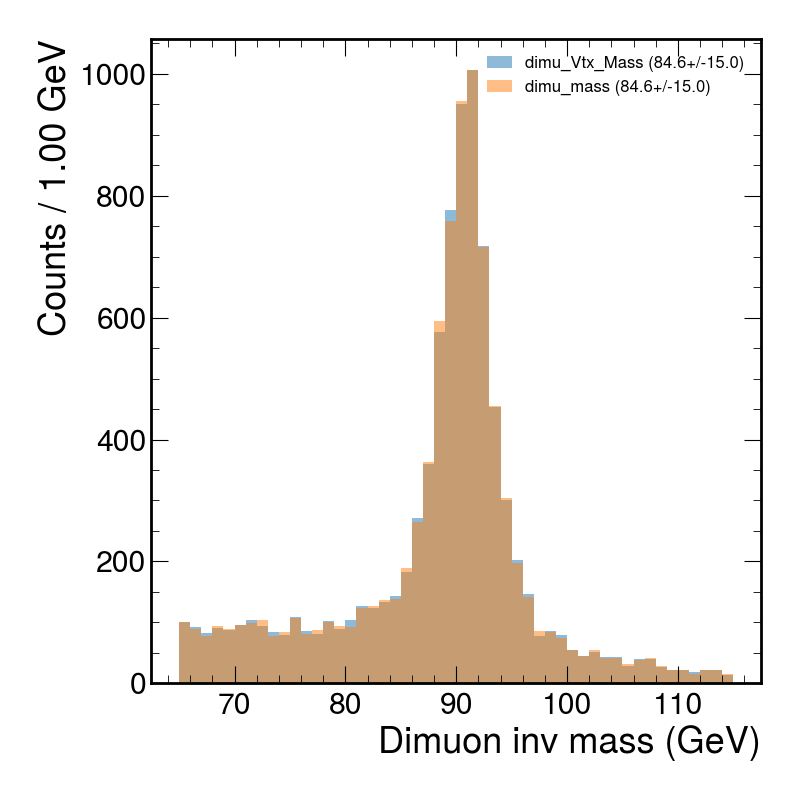 Counts / 1.00 GeV
dimu_Vtx_Mass (84.6+/-15.0)
dimu_mass (84.6+/-15.0)
1000
800
600
400
200
0
70 80 90 100 110
Dimuon inv mass (GeV)